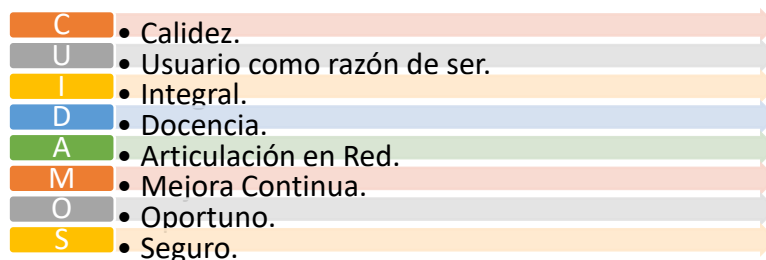 C • Calidez.
U • Usuario como razón de ser.
I • Integral.
D • Docencia.
A • Articulación en Red.
M • Mejora Continua.
O • Oportuno.
S • Seguro.